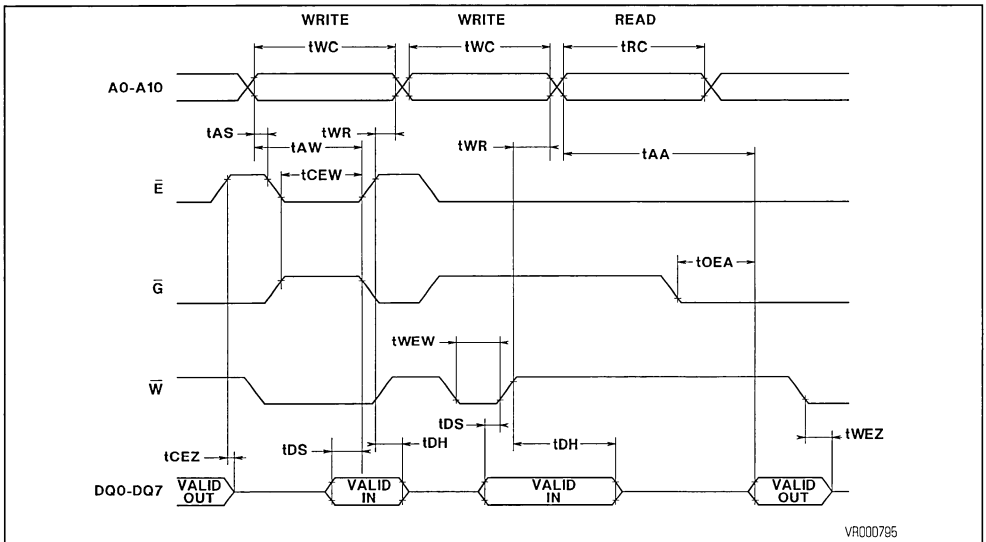 WRITE WRITE READ
tWC tWC tRC
A0-A10
tAS tWR tWR
tAW tAA
tCEW
E̅
tOEA
G̅
tWEW
W̅
tDS
tDS tDH tDH tWEZ
tCEZ
DQ0-DQ7 VALID OUT VALID IN VALID IN VALID OUT
VR000795